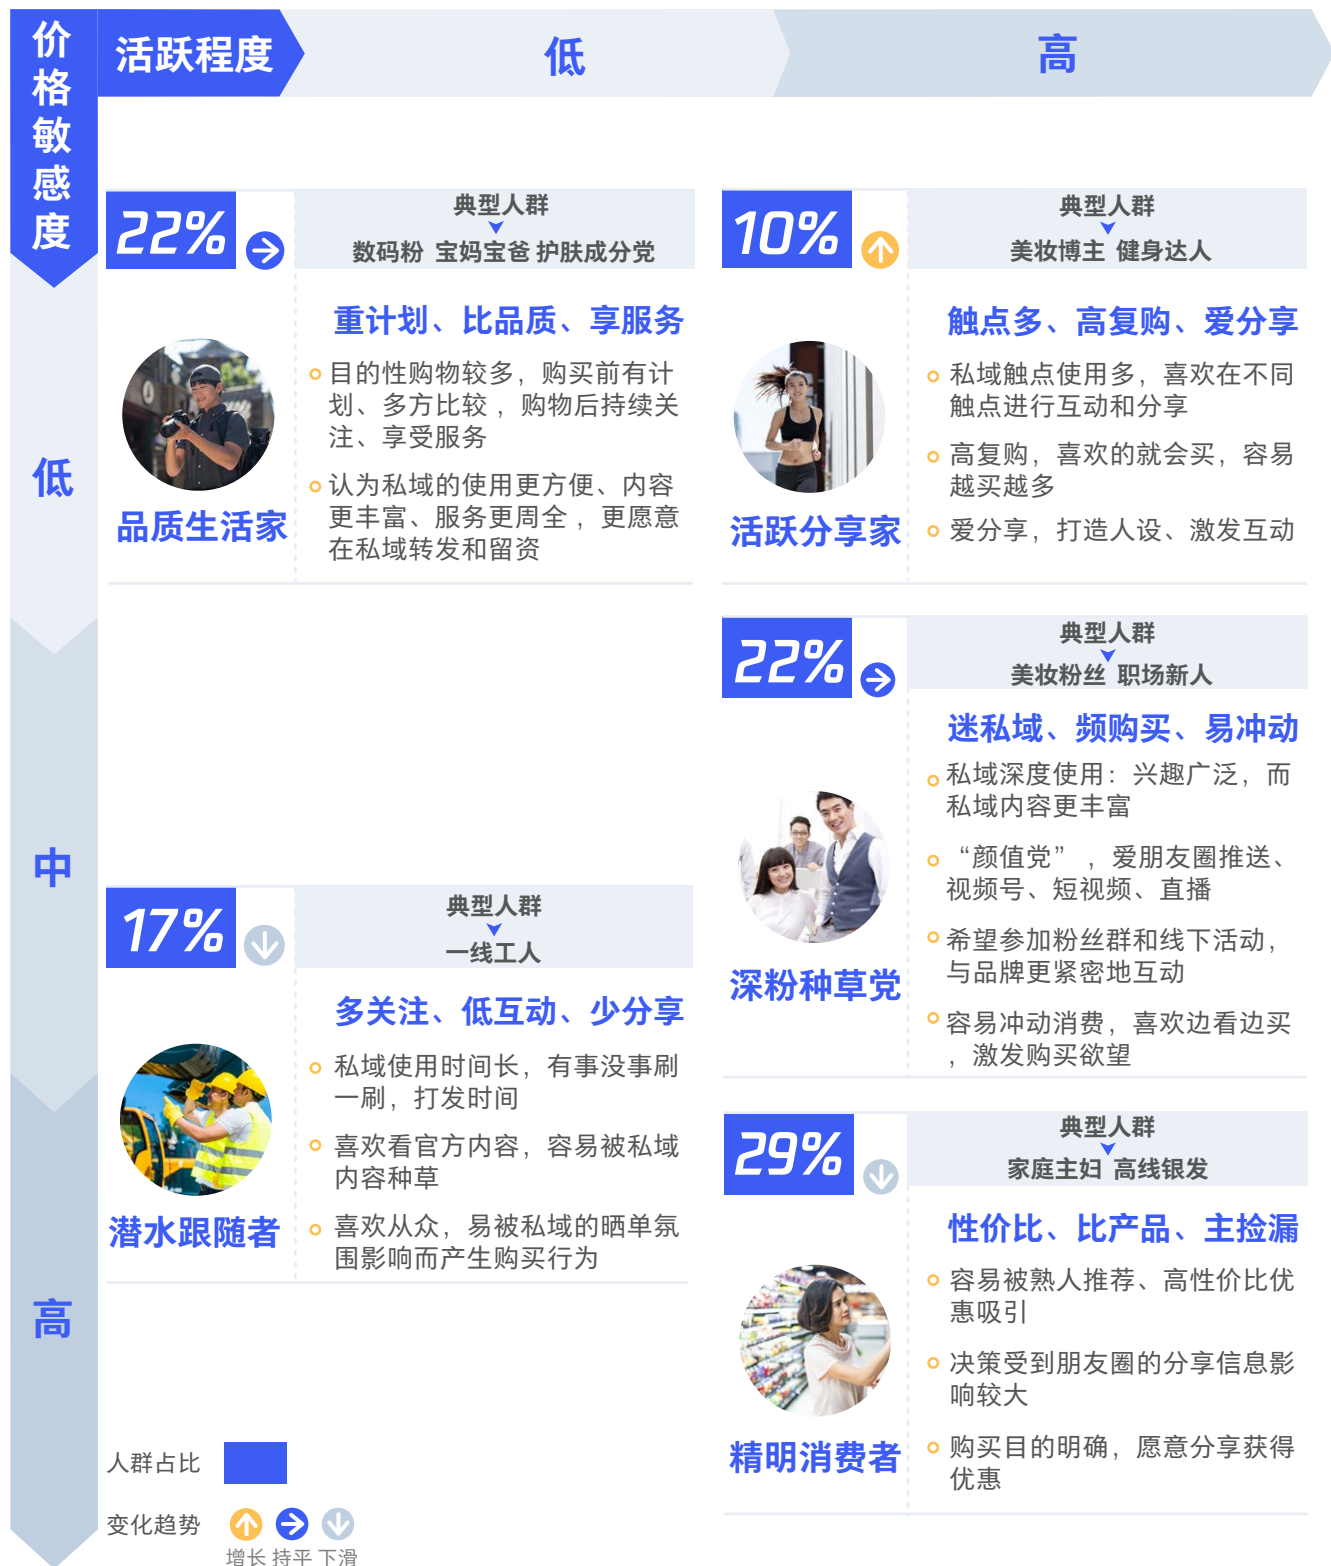 价格敏感度
活跃程度
低
高
低
中
高
22%
典型人群
数码粉 宝妈宝爸 护肤成分党
重计划、比品质、享服务
目的性购物较多，购买前有计
划、多方比较，购物后持续关
注、享受服务
认为私域的使用更方便、内容
更丰富、服务更周全，更愿意
在私域转发和留资
品质生活家
10%
典型人群
美妆博主 健身达人
触点多、高复购、爱分享
私域触点使用多，喜欢在不同
触点进行互动和分享
高复购，喜欢的就会买，容易
越买越多
爱分享，打造人设、激发互动
活跃分享家
22%
典型人群
美妆粉丝 职场新人
迷私域、频购买、易冲动
私域深度使用：兴趣广泛，而
私域内容更丰富
“颜值党”，爱朋友圈推送、
视频号、短视频、直播
希望参加粉丝群和线下活动，
与品牌更紧密地互动
容易冲动消费，喜欢边看边买
，激发购买欲望
深粉种草党
17%
典型人群
一线工人
多关注、低互动、少分享
私域使用时间长，有事没事刷
一刷，打发时间
喜欢看官方内容，容易被私域
内容种草
喜欢从众，易被私域的晒单氛
围影响而产生购买行为
潜水跟随者
29%
典型人群
家庭主妇 高线银发
性价比、比产品、主捡漏
容易被熟人推荐、高性价比优
惠吸引
决策受到朋友圈的分享信息影
响较大
购买目的明确，愿意分享获得
优惠
精明消费者
人群占比
变化趋势
增长 持平 下滑